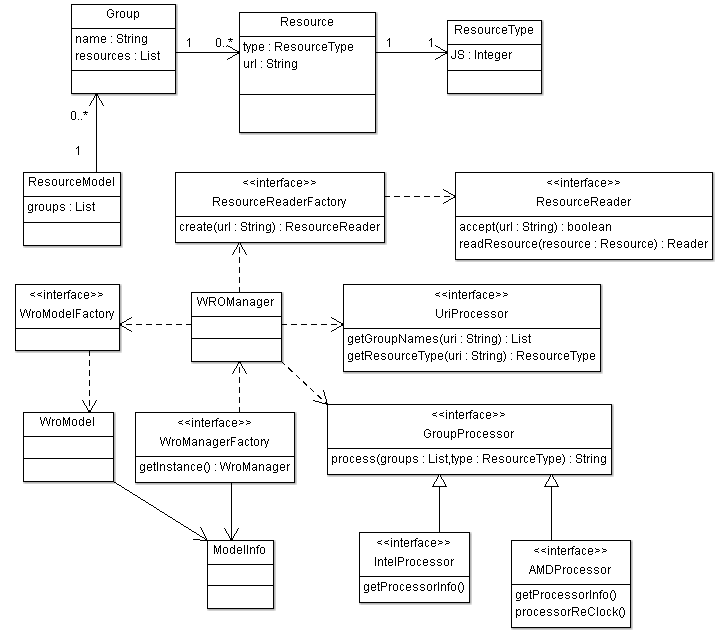 Group
name : String
resources : List
1
0..*
Resource
type : ResourceType
url : String
1
1
ResourceType
JS : Integer
0..*
1
ResourceModel
groups : List
<<interface>>
ResourceReaderFactory
create(url : String) : ResourceReader
<<interface>>
ResourceReader
accept(url : String) : boolean
readResource(resource : Resource) : Reader
<<interface>>
WroModelFactory
WROManager
<<interface>>
UriProcessor
getGroupNames(uri : String) : List
getResourceType(uri : String) : ResourceType
WroModel
<<interface>>
WroManagerFactory
getInstance() : WroManager
<<interface>>
GroupProcessor
process(groups : List,type : ResourceType) : String
ModelInfo
<<interface>>
IntelProcessor
getProcessorInfo()
<<interface>>
AMDProcessor
getProcessorInfo()
processorReClock()